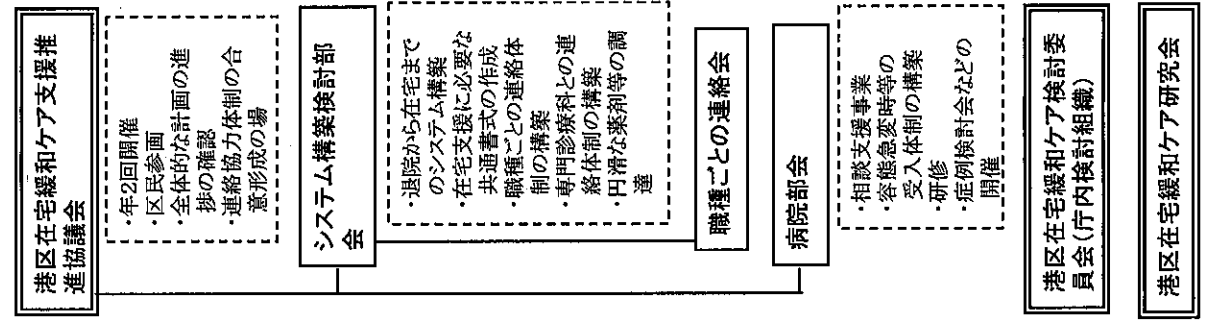 港区在宅緩和ケア支援推
進協議会
・年2回開催
・区民参画
・全体的な計画の進
捗の確認
・連絡協力体制の合
意形成の場
システム構築検討部
会
・退院から在宅まで
のシステム構築
・在宅支援に必要な
共通書式の作成
・職種ごとの連絡体
制の構築
・専門診療科との連
絡体制の構築
・円滑な薬剤等の調
達
職種ごとの連絡会
病院部会
・相談支援事業
・容態急変時等の
受入体制の構築
・研修
・症例検討会などの
開催
港区在宅緩和ケア検討委
員会(庁内検討組織)
港区在宅緩和ケア研究会